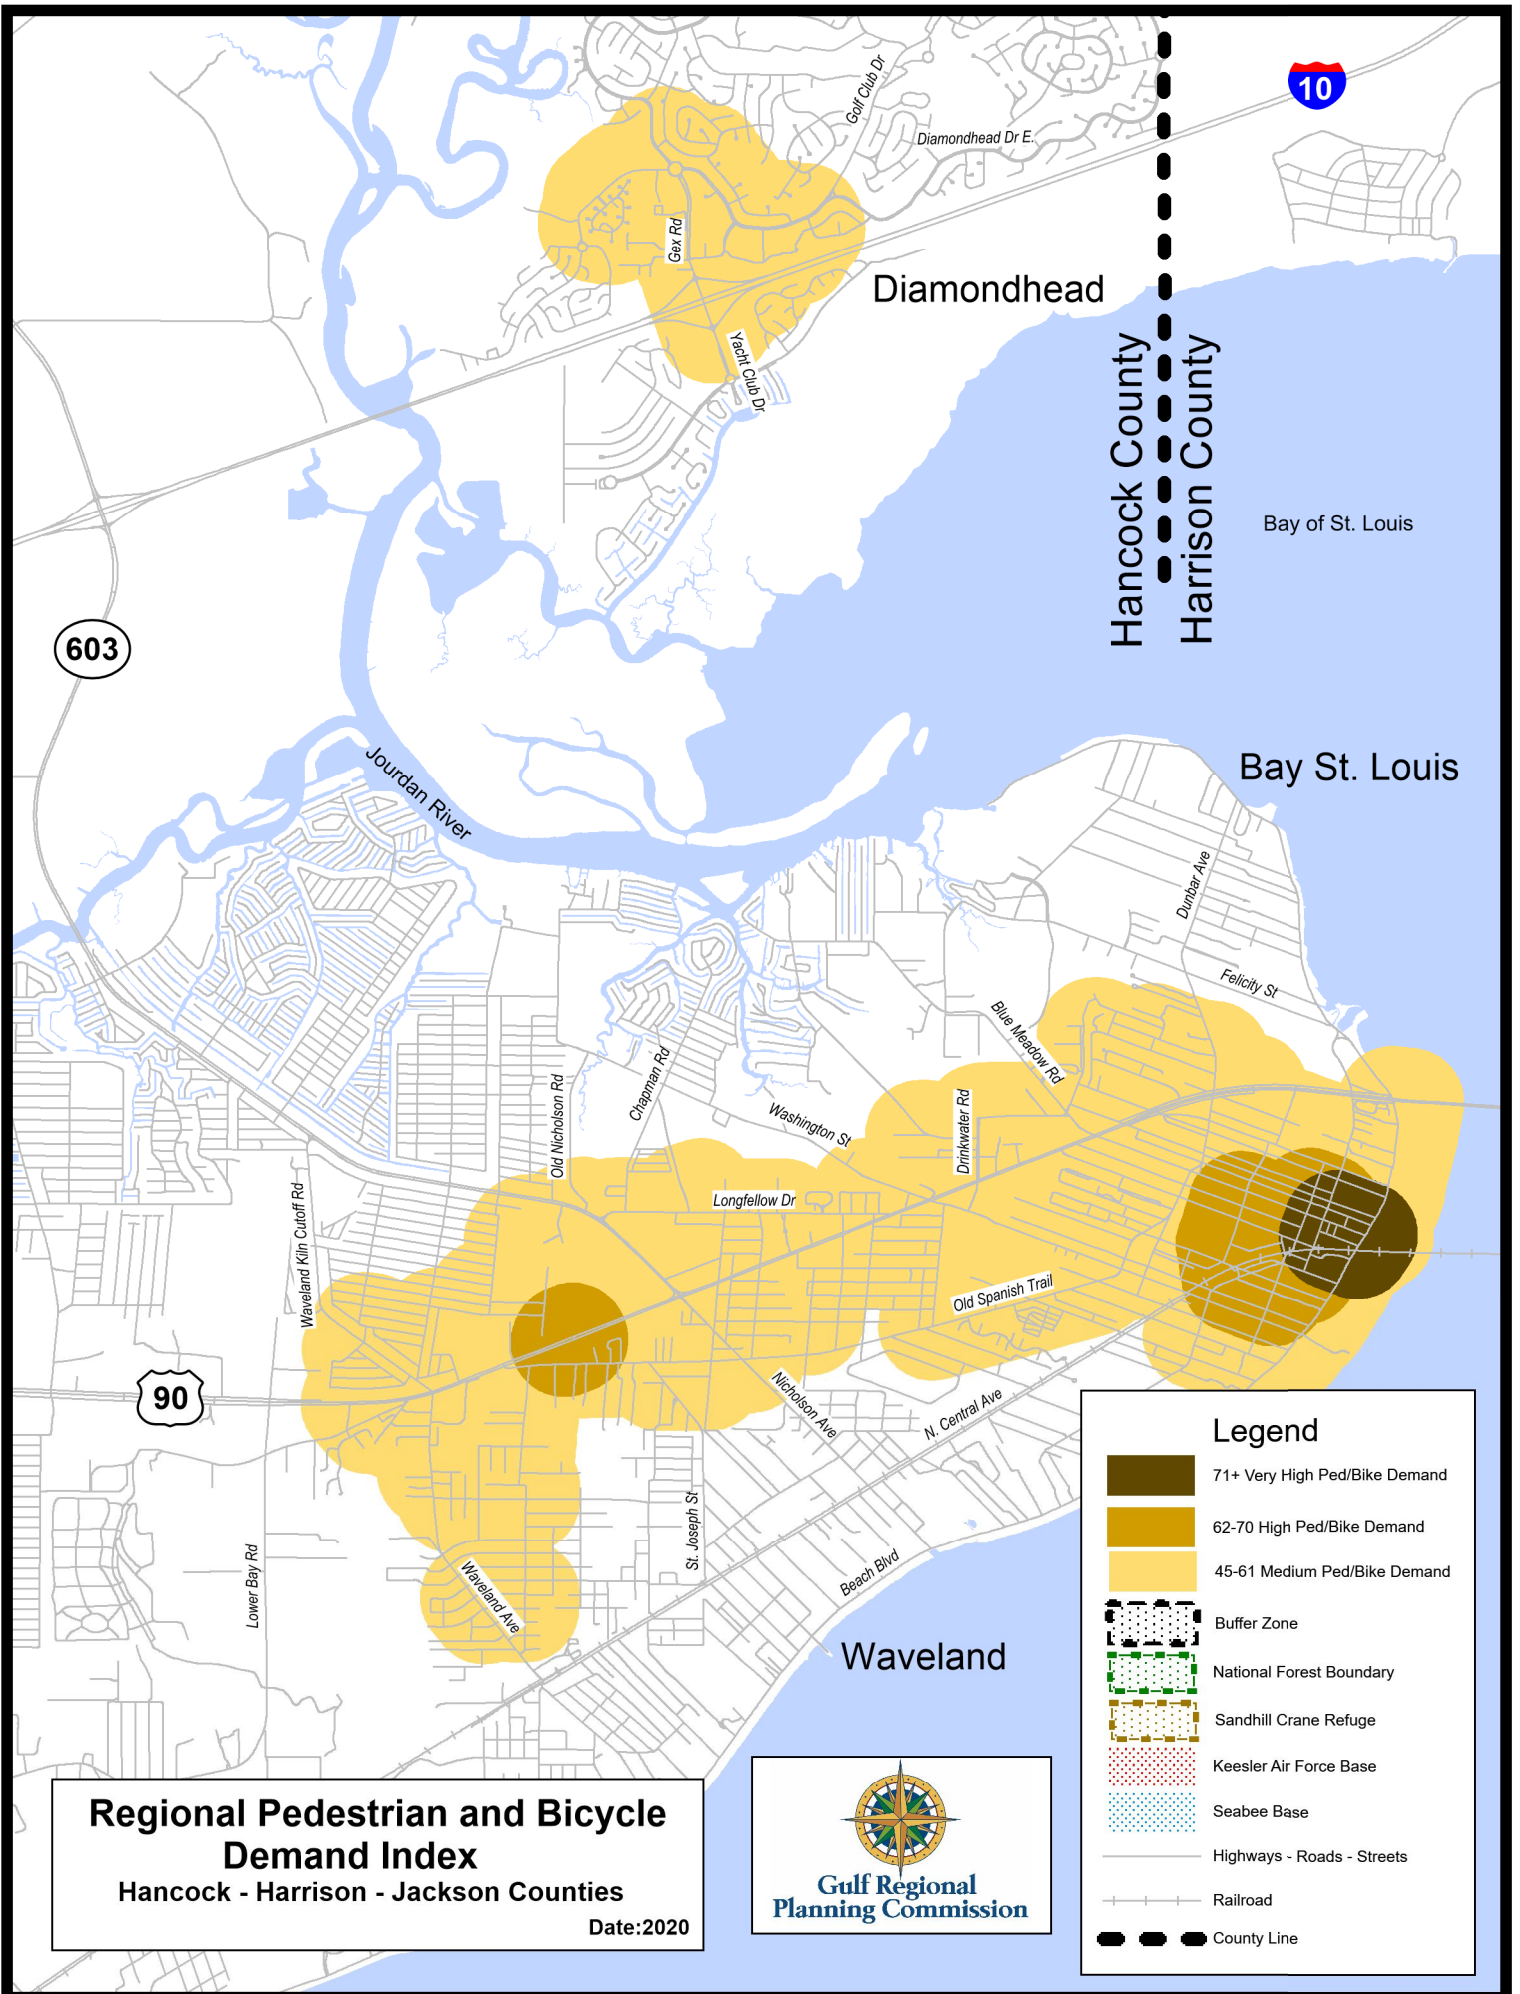 10
Golf Club Dr
Diamondhead Dr E.
Gex Rd
Diamondhead
Yacht Club Dr
Hancock County
Harrison County
Bay of St. Louis
603
Jourdan River
Bay St. Louis
Dunbar Ave
Felicity St
Blue Meadow Rd
Chapman Rd
Old Nicholson Rd
Washington St
Drinkwater Rd
Longfellow Dr
Waveland Kiln Cutoff Rd
Old Spanish Trail
90
Nicholson Ave
N. Central Ave
St. Joseph St
Lower Bay Rd
Waveland Ave
Beach Blvd
Waveland
Legend
71+ Very High Ped/Bike Demand
62-70 High Ped/Bike Demand
45-61 Medium Ped/Bike Demand
Buffer Zone
National Forest Boundary
Sandhill Crane Refuge
Keesler Air Force Base
Seabee Base
Highways - Roads - Streets
Railroad
County Line
Regional Pedestrian and Bicycle
Demand Index
Hancock - Harrison - Jackson Counties
Date:2020
Gulf Regional
Planning Commission